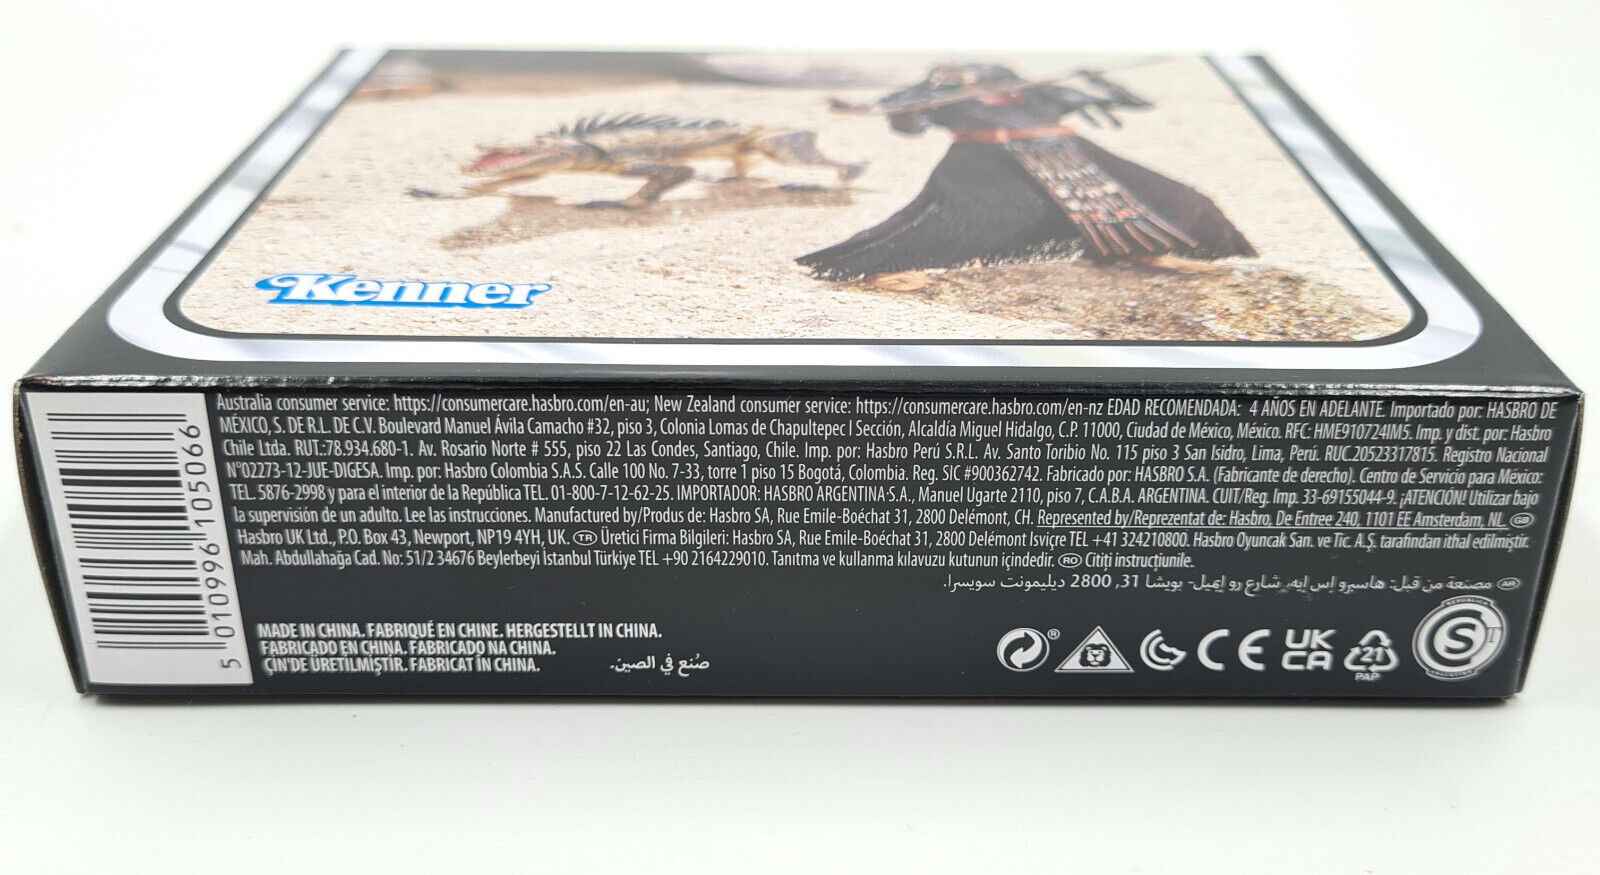 Kenner
Australia consumer service: https://consumercare.hasbro.com/en-au; New Zealand consumer service: https://consumercare.hasbro.com/en-nz EDAD RECOMENDADA: 4 AÑOS EN ADELANTE. Importado por: HASBRO DE
MÉXICO, S. DE R.L. DE C.V. Boulevard Manuel Ávila Camacho #32, piso 3, Colonia Lomas de Chapultepec I Sección, Alcaldía Miguel Hidalgo, C.P. 11000, Ciudad de México, México. RFC: HME910724IM5. Imp. y dist. por: Hasbro
Chile Ltda. RUT.:78.934.680-1. Av. Rosario Norte # 555, piso 22 Las Condes, Santiago, Chile. Imp. por: Hasbro Perú S.R.L. Av. Santo Toribio No. 115 piso 3 San Isidro, Lima, Perú. RUC.20523317815. Registro Nacional
N°02273-12-JUE-DIGESA. Imp. por: Hasbro Colombia S.A.S. Calle 100 No. 7-33, torre 1 piso 15 Bogotá, Colombia. Reg. SIC #900362742. Fabricado por: HASBRO S.A. (Fabricante de derecho). Centro de Servicio para México:
TEL. 5876-2998 y para el interior de la República TEL. 01-800-7-12-62-25. IMPORTADOR: HASBRO ARGENTINA S.A., Manuel Ugarte 2110, piso 7, C.A.B.A. ARGENTINA. CUIT/Reg. Imp. 33-69155044-9. ¡ATENCIÓN! Utilizar bajo
la supervisión de un adulto. Lee las instrucciones. Manufactured by/Produs de: Hasbro SA, Rue Emile-Boéchat 31, 2800 Delémont, CH. Represented by/Reprezentat de: Hasbro, De Entree 240, 1101 EE Amsterdam, NL. GB
Hasbro UK Ltd., P.O. Box 43, Newport, NP19 4YH, UK. TR Üretici Firma Bilgileri: Hasbro SA, Rue Emile-Boéchat 31, 2800 Delémont Isviçre TEL +41 324210800. Hasbro Oyuncak San. ve Tic. A.Ş. tarafından ithal edilmiştir.
Mah. Abdullahağa Cad. No: 51/2 34676 Beylerbeyi İstanbul Türkiye TEL +90 2164229010. Tanıtma ve kullanma kılavuzu kutunun içindedir. RO Citiți instrucțiunile.
AR مصنعة من قبل: هاسبرو إس إيه, شارع رو إيميل- بويشا 31, 2800 ديليمونت سويسرا.
MADE IN CHINA. FABRIQUÉ EN CHINE. HERGESTELLT IN CHINA.
FABRICADO EN CHINA. FABRICADO NA CHINA.
ÇİN'DE ÜRETİLMİŞTİR. FABRICAT ÎN CHINA.
صُنع في الصين.
5 010996 105066
CE
UK
CA
21
PAP
S